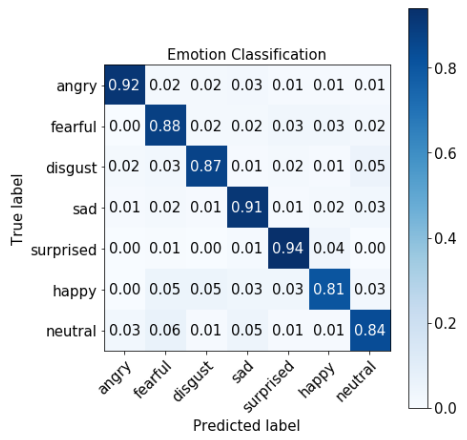 Emotion Classification
angry 0.92 0.02 0.02 0.03 0.01 0.01 0.01
fearful 0.00 0.88 0.02 0.02 0.03 0.03 0.02
disgust 0.02 0.03 0.87 0.01 0.02 0.01 0.05
sad 0.01 0.02 0.01 0.91 0.01 0.02 0.03
surprised 0.00 0.01 0.00 0.01 0.94 0.04 0.00
happy 0.00 0.05 0.05 0.03 0.03 0.81 0.03
neutral 0.03 0.06 0.01 0.05 0.01 0.01 0.84
angry fearful disgust sad surprised happy neutral
Predicted label
True label
0.8
0.6
0.4
0.2
0.0